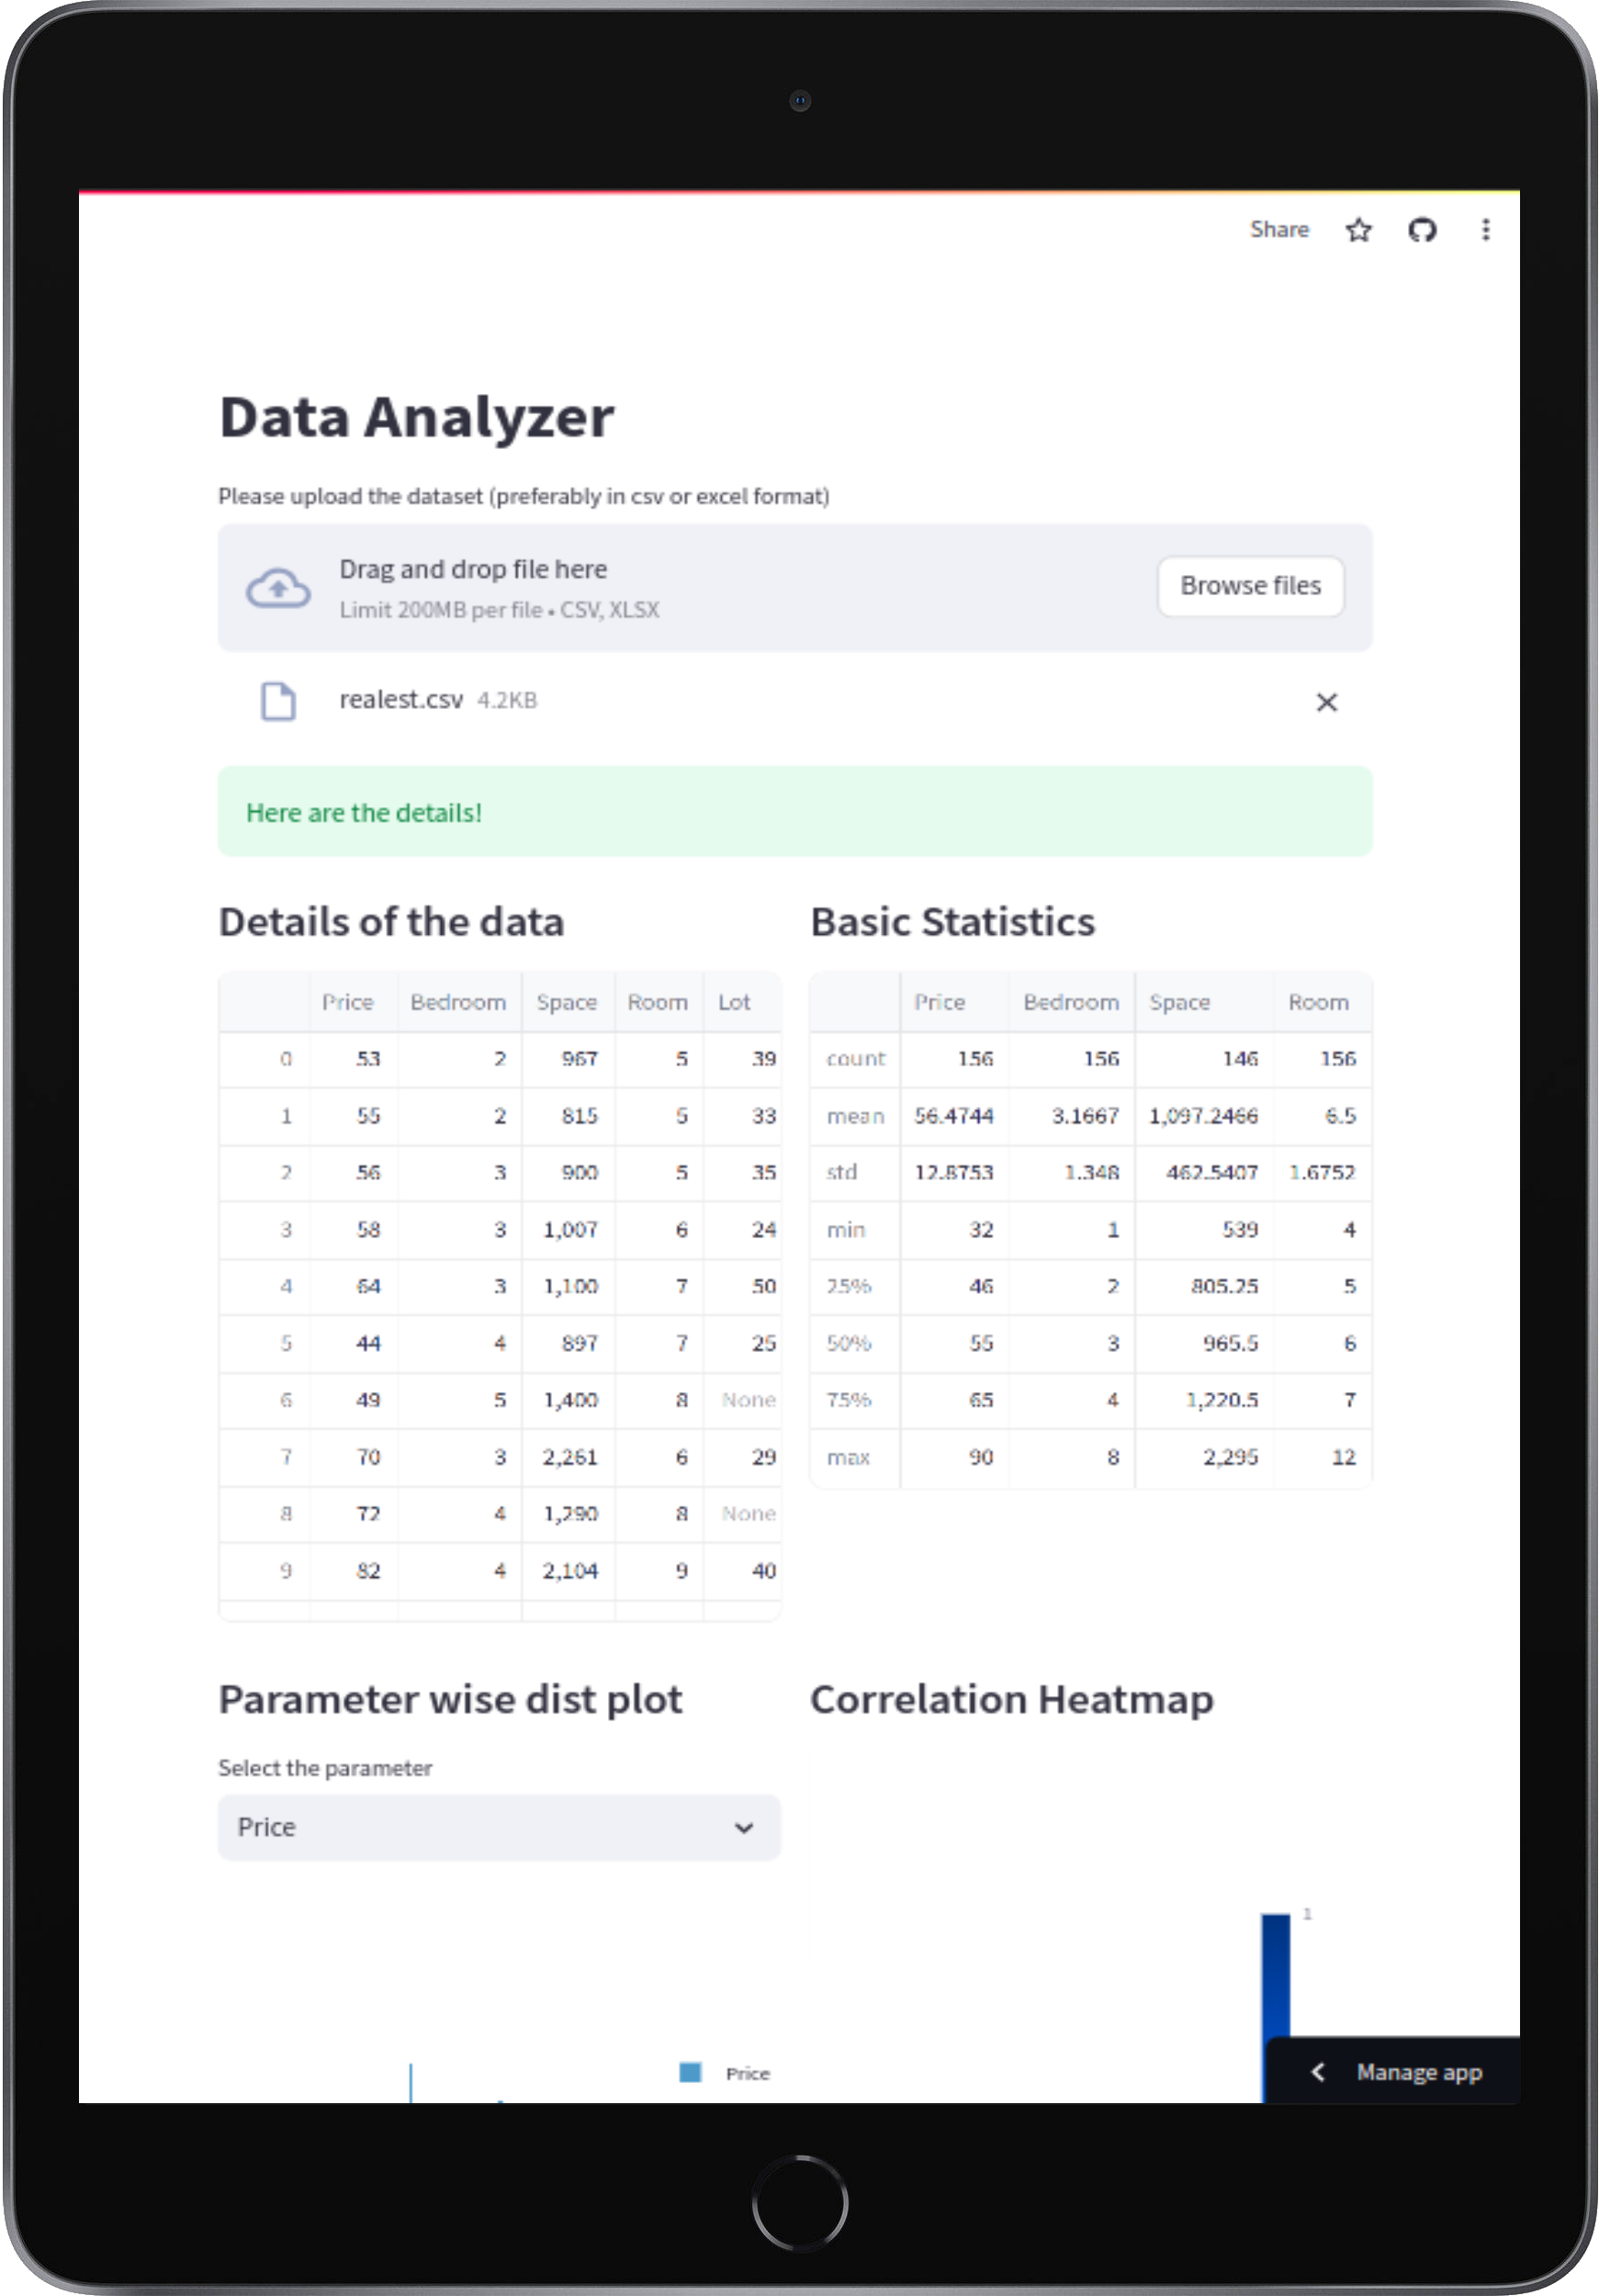 Share
Data Analyzer
Please upload the dataset (preferably in csv or excel format)
Drag and drop file here
Limit 200MB per file • CSV, XLSX
Browse files
realest.csv 4.2KB
Here are the details!
Details of the data
Price Bedroom Space Room Lot
0 53 2 967 5 39
1 55 2 815 5 33
2 56 3 900 5 35
3 58 3 1,007 6 24
4 64 3 1,100 7 50
5 44 4 897 7 25
6 49 5 1,400 8 None
7 70 3 2,261 6 29
8 72 4 1,290 8 None
9 82 4 2,104 9 40
Basic Statistics
Price Bedroom Space Room
count 156 156 146 156
mean 56.4744 3.1667 1,097.2466 6.5
std 12.8753 1.348 462.5407 1.6752
min 32 1 539 4
25% 46 2 805.25 5
50% 55 3 965.5 6
75% 65 4 1,220.5 7
max 90 8 2,295 12
Parameter wise dist plot
Select the parameter
Price
Price
Correlation Heatmap
1
Manage app